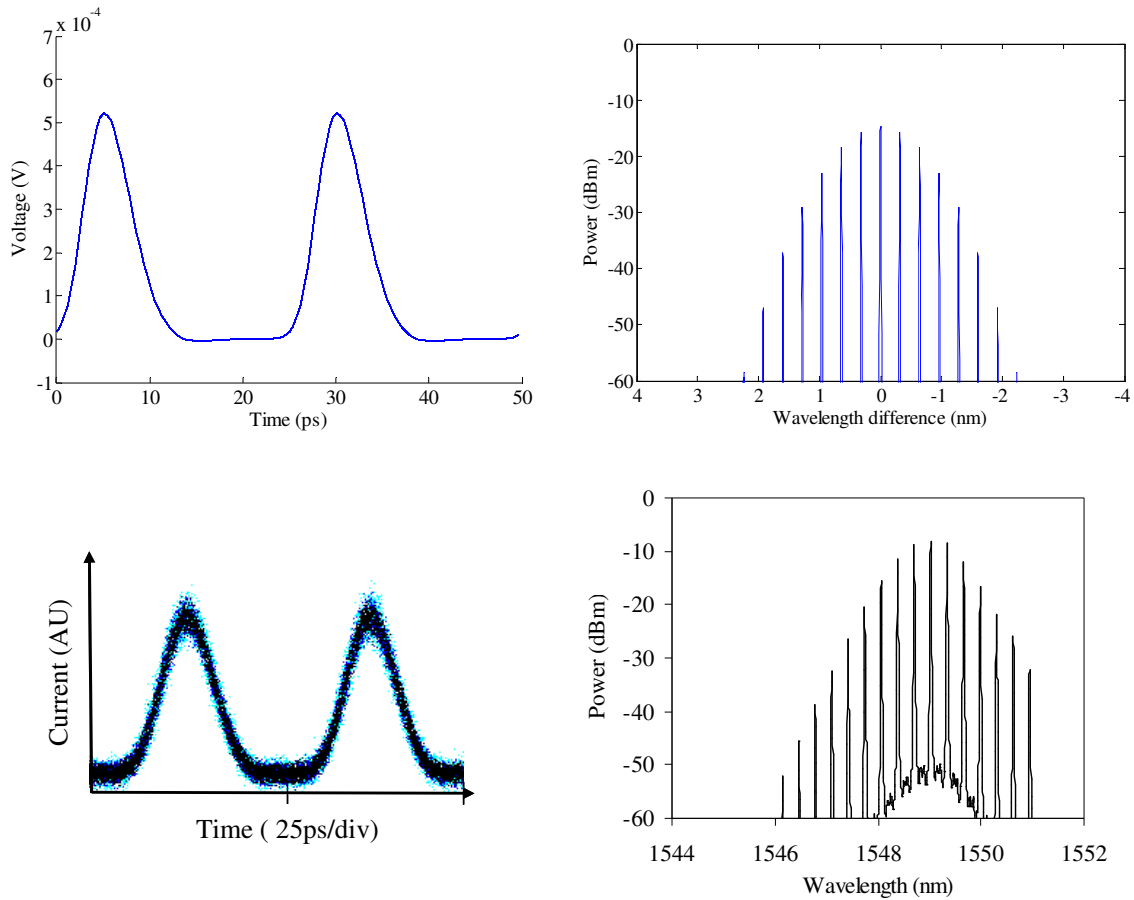 x 10^-4
7
6
5
4
3
2
1
0
-1
Voltage (V)
0 10 20 30 40 50
Time (ps)
0
-10
-20
-30
-40
-50
-60
Power (dBm)
4 3 2 1 0 -1 -2 -3 -4
Wavelength difference (nm)
Current (AU)
Time ( 25ps/div)
0
-10
-20
-30
-40
-50
-60
Power (dBm)
1544 1546 1548 1550 1552
Wavelength (nm)